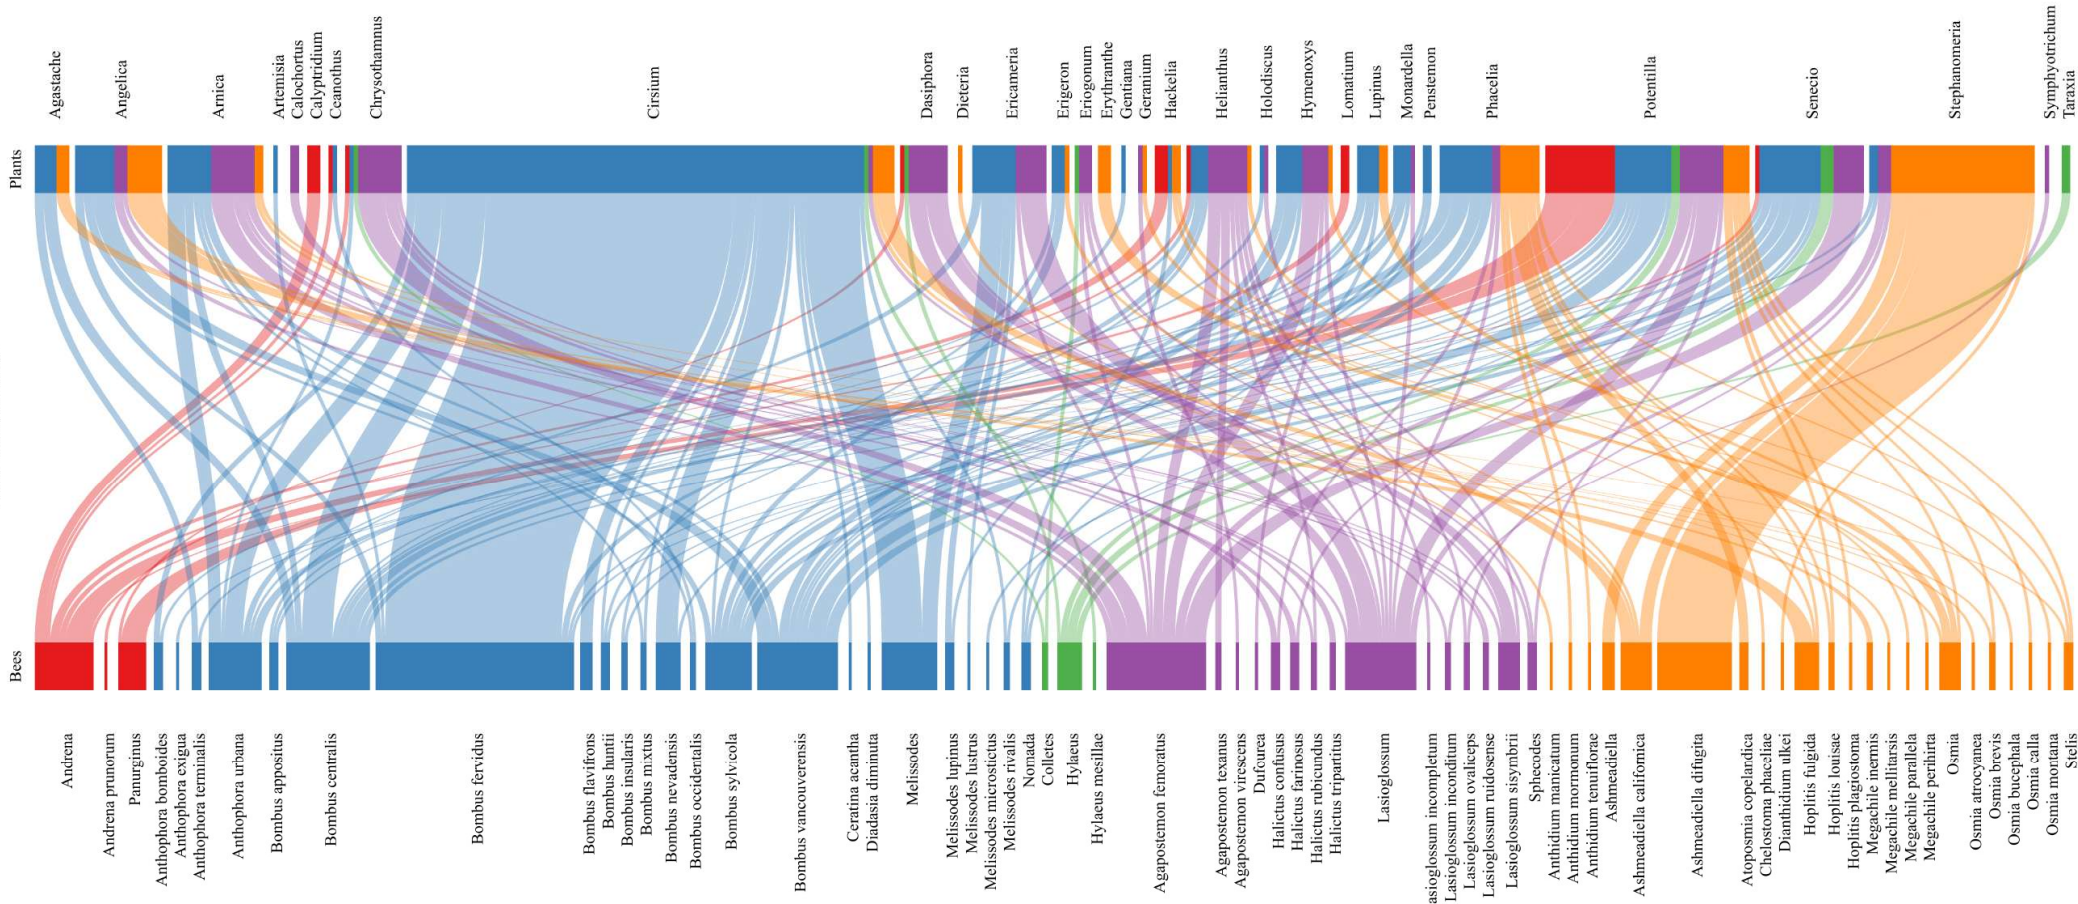 Agastache
Angelica
Arnica
Artemisia
Calochortus
Calyptridium
Ceanothus
Chrysothamnus
Cirsium
Dasiphora
Dieteria
Ericameria
Erigeron
Eriogonum
Erythranthe
Gentiana
Geranium
Hackelia
Helianthus
Holodiscus
Hymenoxys
Lomatium
Lupinus
Monardella
Penstemon
Phacelia
Potentilla
Senecio
Stephanomeria
Symphyotrichum
Taraxia
Plants
Bees
Andrena
Andrena prunorum
Panurginus
Anthophora bomboides
Anthophora exigua
Anthophora terminalis
Anthophora urbana
Bombus appositus
Bombus centralis
Bombus fervidus
Bombus flavifrons
Bombus huntii
Bombus insularis
Bombus mixtus
Bombus nevadensis
Bombus occidentalis
Bombus sylvicola
Bombus vancouverensis
Ceratina acantha
Diadasia diminuta
Melissodes
Melissodes lupinus
Melissodes lustrus
Melissodes microstictus
Melissodes rivalis
Nomada
Colletes
Hylaeus
Hylaeus mesillae
Agapostemon femoratus
Agapostemon texanus
Agapostemon virescens
Dufourea
Halictus confusus
Halictus farinosus
Halictus rubicundus
Halictus tripartitus
Lasioglossum
asioglossum incompletum
Lasioglossum inconditum
Lasioglossum ovaliceps
Lasioglossum ruidosense
Lasioglossum sisymbrii
Sphecodes
Anthidium manicatum
Anthidium mormonum
Anthidium tenuiflorae
Ashmeadiella
Ashmeadiella californica
Ashmeadiella difugita
Atoposmia copelandica
Chelostoma phaceliae
Dianthidium ulkei
Hoplitis fulgida
Hoplitis louisae
Hoplitis plagiostoma
Megachile inermis
Megachile mellitarsis
Megachile parallela
Megachile perihirta
Osmia
Osmia atrocyanea
Osmia brevis
Osmia bucephala
Osmia calla
Osmia montana
Stelis